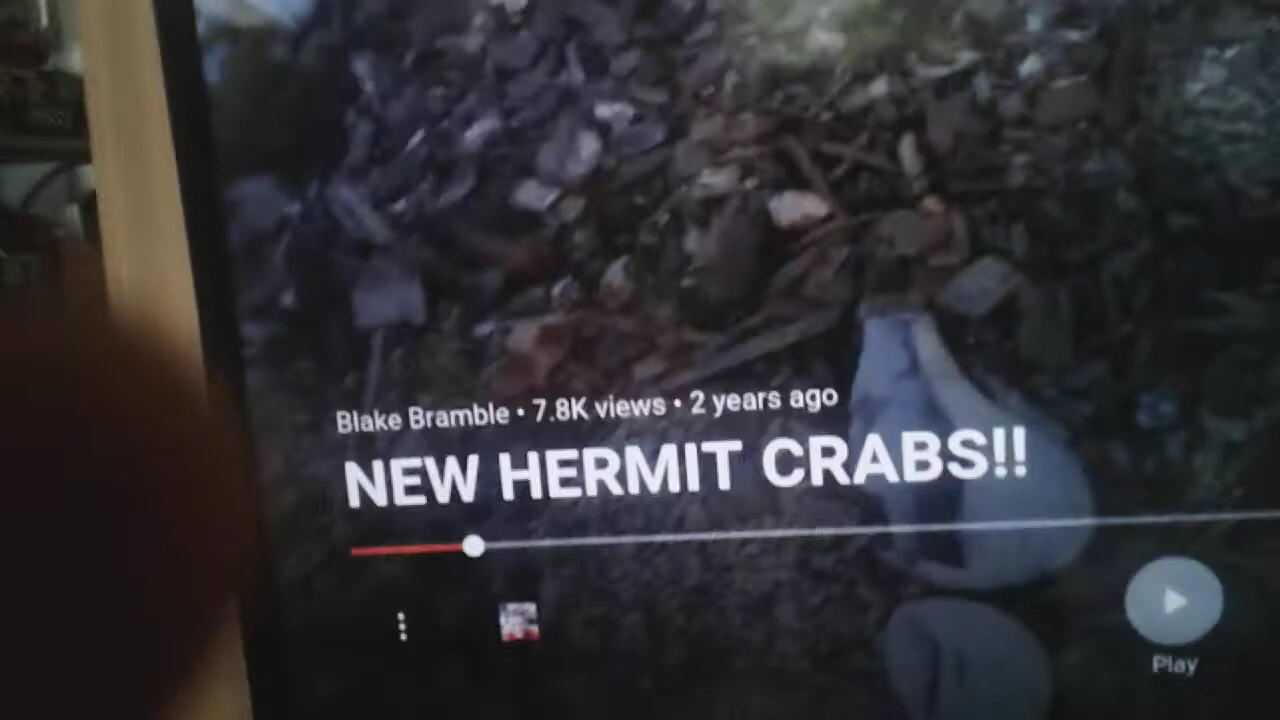 Blake Bramble • 7.8K views • 2 years ago
NEW HERMIT CRABS!!
Play